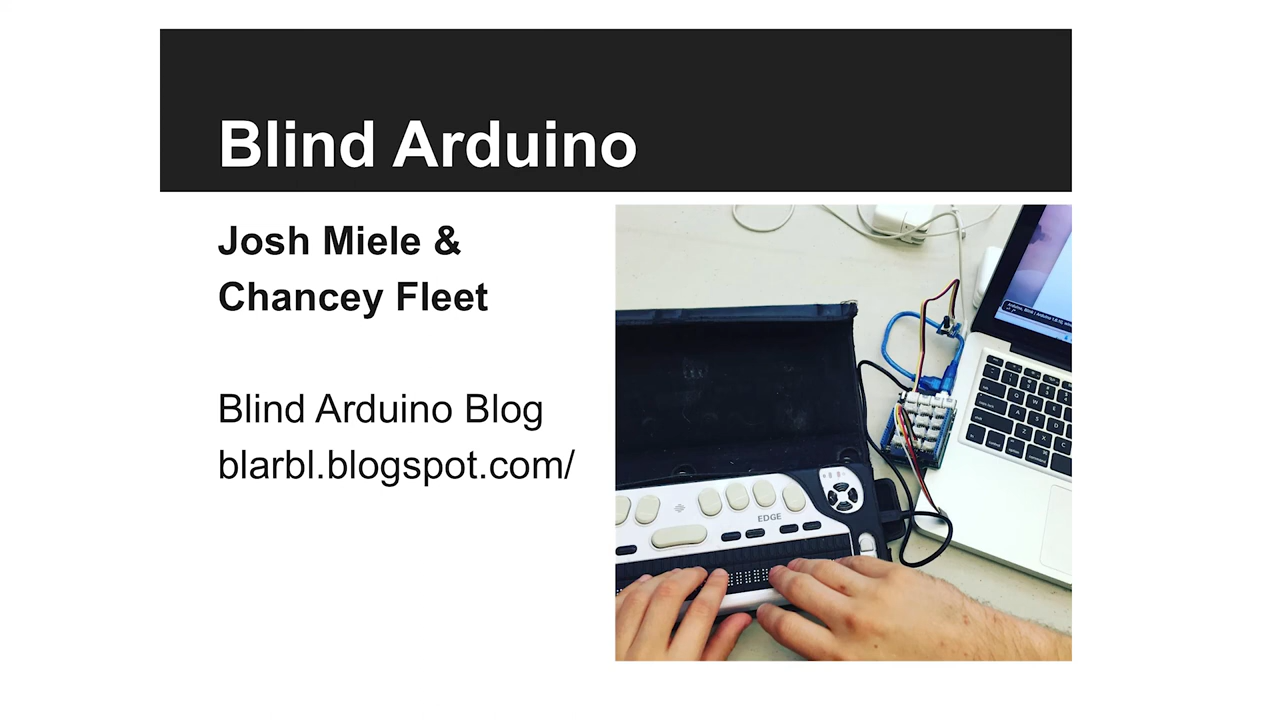 Blind Arduino
Josh Miele &
Chancey Fleet
Blind Arduino Blog
blarbl.blogspot.com/
EDGE